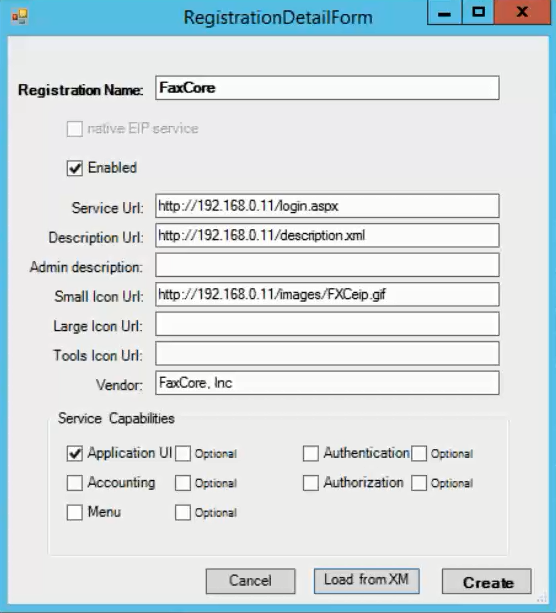 RegistrationDetailForm
Registration Name: FaxCore
native EIP service
Enabled
Service Url: http://192.168.0.11/login.aspx
Description Url: http://192.168.0.11/description.xml
Admin description:
Small Icon Url: http://192.168.0.11/images/FXCeip.gif
Large Icon Url:
Tools Icon Url:
Vendor: FaxCore, Inc
Service Capabilities
Application UI Optional Authentication Optional
Accounting Optional Authorization Optional
Menu Optional
Cancel Load from XM Create